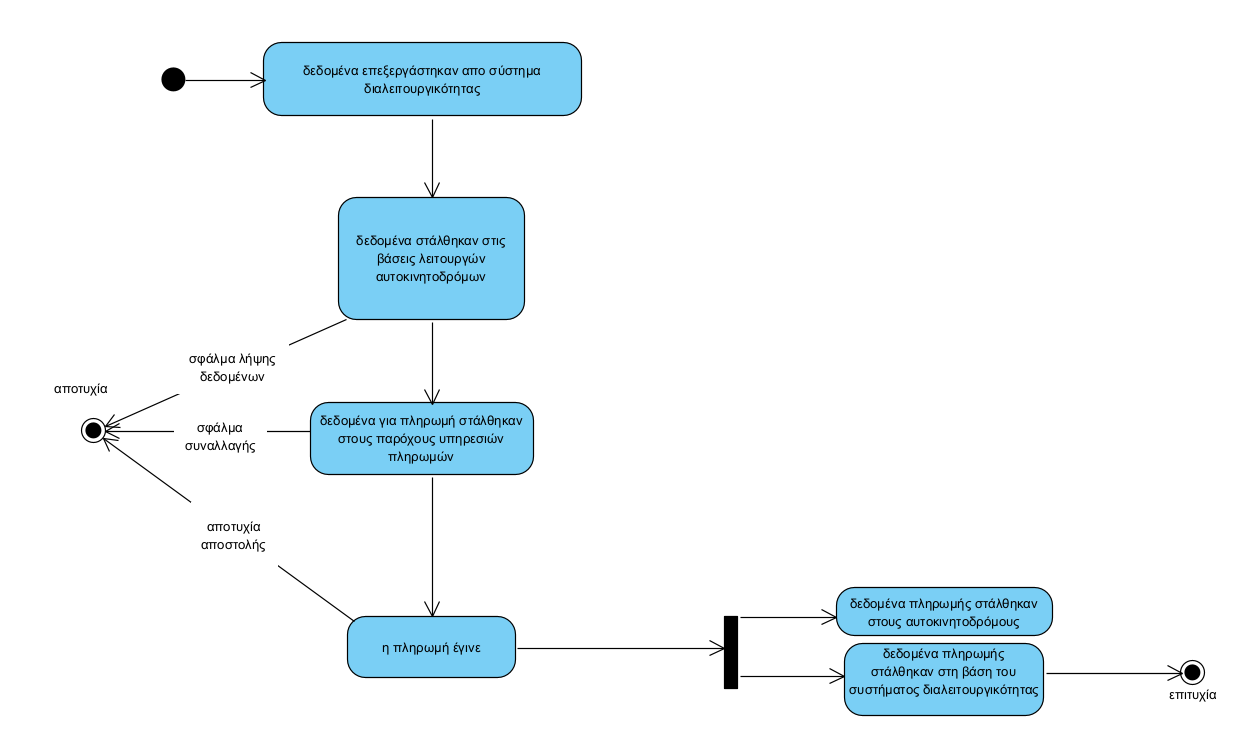 δεδομένα επεξεργάστηκαν απο σύστημα
διαλειτουργικότητας
δεδομένα στάλθηκαν στις
βάσεις λειτουργών
αυτοκινητοδρόμων
σφάλμα λήψης
δεδομένων
αποτυχία
δεδομένα για πληρωμή στάλθηκαν
στους παρόχους υπηρεσιών
πληρωμών
σφάλμα
συναλλαγής
αποτυχία
αποστολής
η πληρωμή έγινε
δεδομένα πληρωμής στάλθηκαν
στους αυτοκινητοδρόμους
δεδομένα πληρωμής
στάλθηκαν στη βάση του
συστήματος διαλειτουργικότητας
επιτυχία